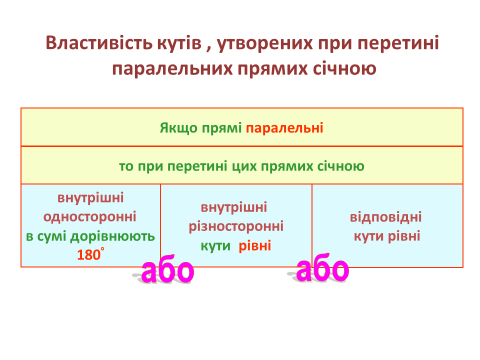 Властивість кутів , утворених при перетині
паралельних прямих січною
Якщо прямі паралельні
то при перетині цих прямих січною
внутрішні
односторонні
в сумі дорівнюють
180°
внутрішні
різносторонні
кути рівні
відповідні
кути рівні
або
або